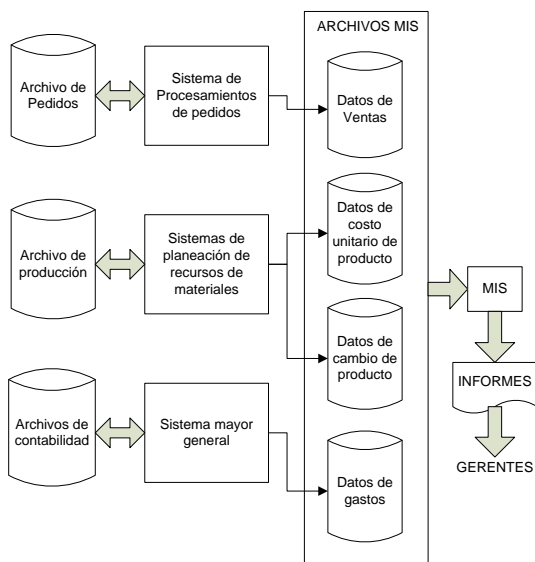 ARCHIVOS MIS
Archivo de
Pedidos
Sistema de
Procesamientos
de pedidos
Datos de
Ventas
Archivo de
producción
Sistemas de
planeación de
recursos de
materiales
Datos de
costo
unitario de
producto
Datos de
cambio de
producto
MIS
INFORMES
GERENTES
Archivos de
contabilidad
Sistema mayor
general
Datos de
gastos